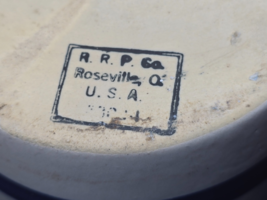 R. R. P. Co.
Roseville, O.
U. S. A.